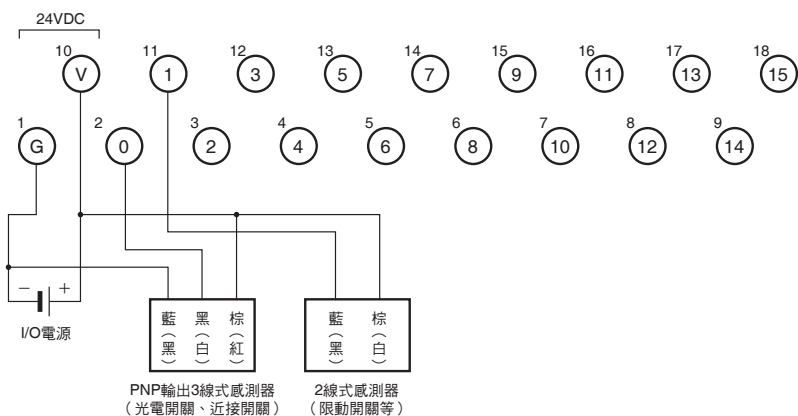 24VDC
10 11 12 13 14 15 16 17 18
V 1 3 5 7 9 11 13 15
1 2 3 4 5 6 7 8 9
G 0 2 4 6 8 10 12 14
− +
I/O電源
藍（黑） 黑（白） 棕（紅）
藍（黑） 棕（白）
PNP輸出3線式感測器
（光電開關、近接開關）
2線式感測器
（限動開關等）